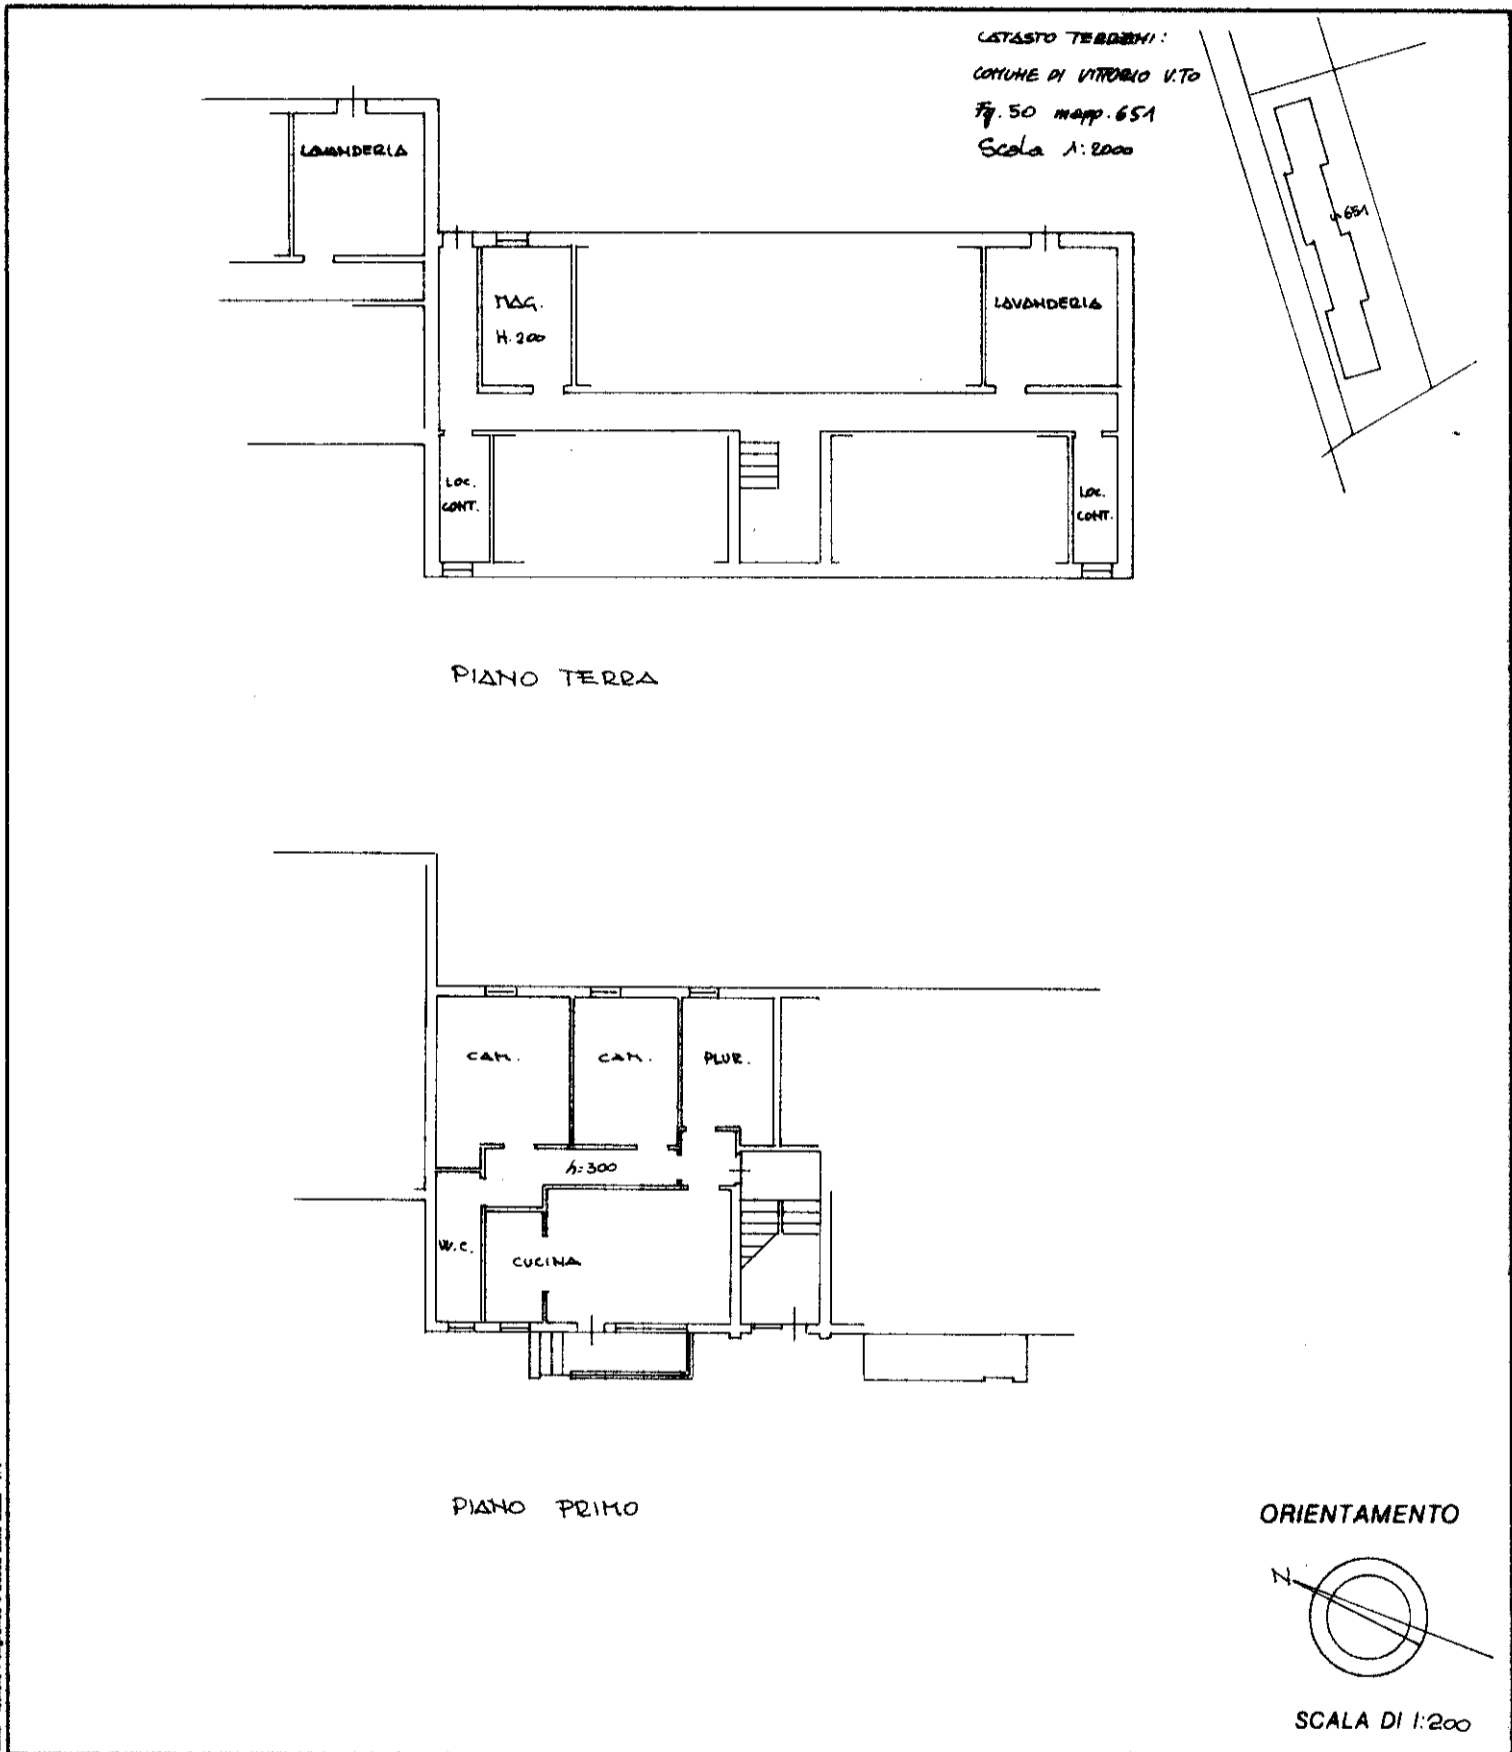 CATASTO TERRENI:
COMUNE DI VITTORIO V.TO
Fg. 50 mapp. 651
Scala 1:2000
651
LAVANDERIA
MAG.
H. 200
LAVANDERIA
LOC.
CONT.
LOC.
CONT.
PIANO TERRA
CAM.
CAM.
PLUR.
h=300
W.C.
CUCINA
PIANO PRIMO
ORIENTAMENTO
N
SCALA DI 1:200